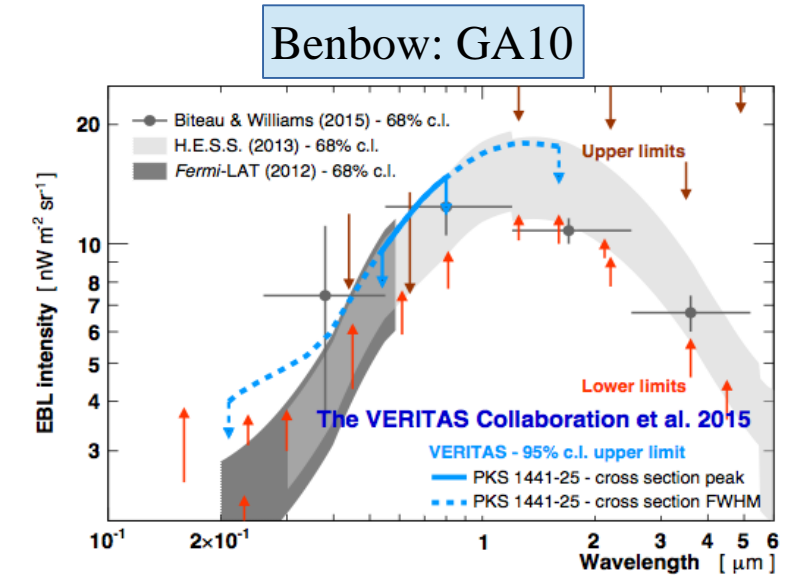 Benbow: GA10
Biteau & Williams (2015) - 68% c.l.
H.E.S.S. (2013) - 68% c.l.
Fermi-LAT (2012) - 68% c.l.
Upper limits
Lower limits
The VERITAS Collaboration et al. 2015
VERITAS - 95% c.l. upper limit
PKS 1441-25 - cross section peak
PKS 1441-25 - cross section FWHM
EBL intensity [ nW m⁻² sr⁻¹ ]
20
10
8
7
6
5
4
3
10⁻¹ 2×10⁻¹ 1 2 3 4 5 6
Wavelength [ μm ]